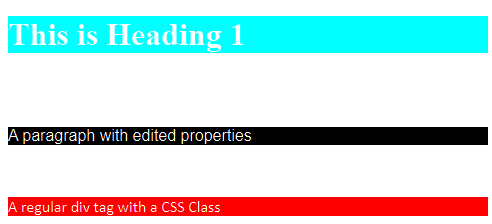 This is Heading 1
A paragraph with edited properties
A regular div tag with a CSS Class